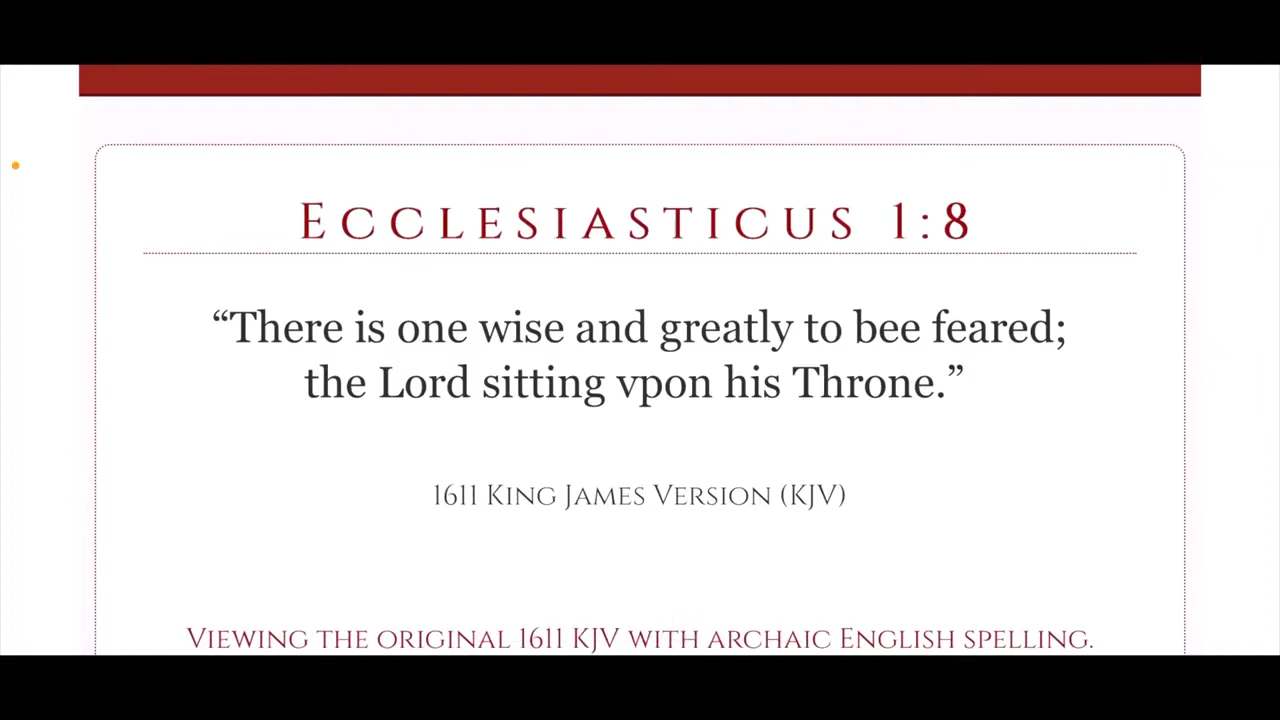 Ecclesiasticus 1:8
“There is one wise and greatly to bee feared;
the Lord sitting vpon his Throne.”
1611 King James Version (KJV)
Viewing the original 1611 KJV with archaic English spelling.